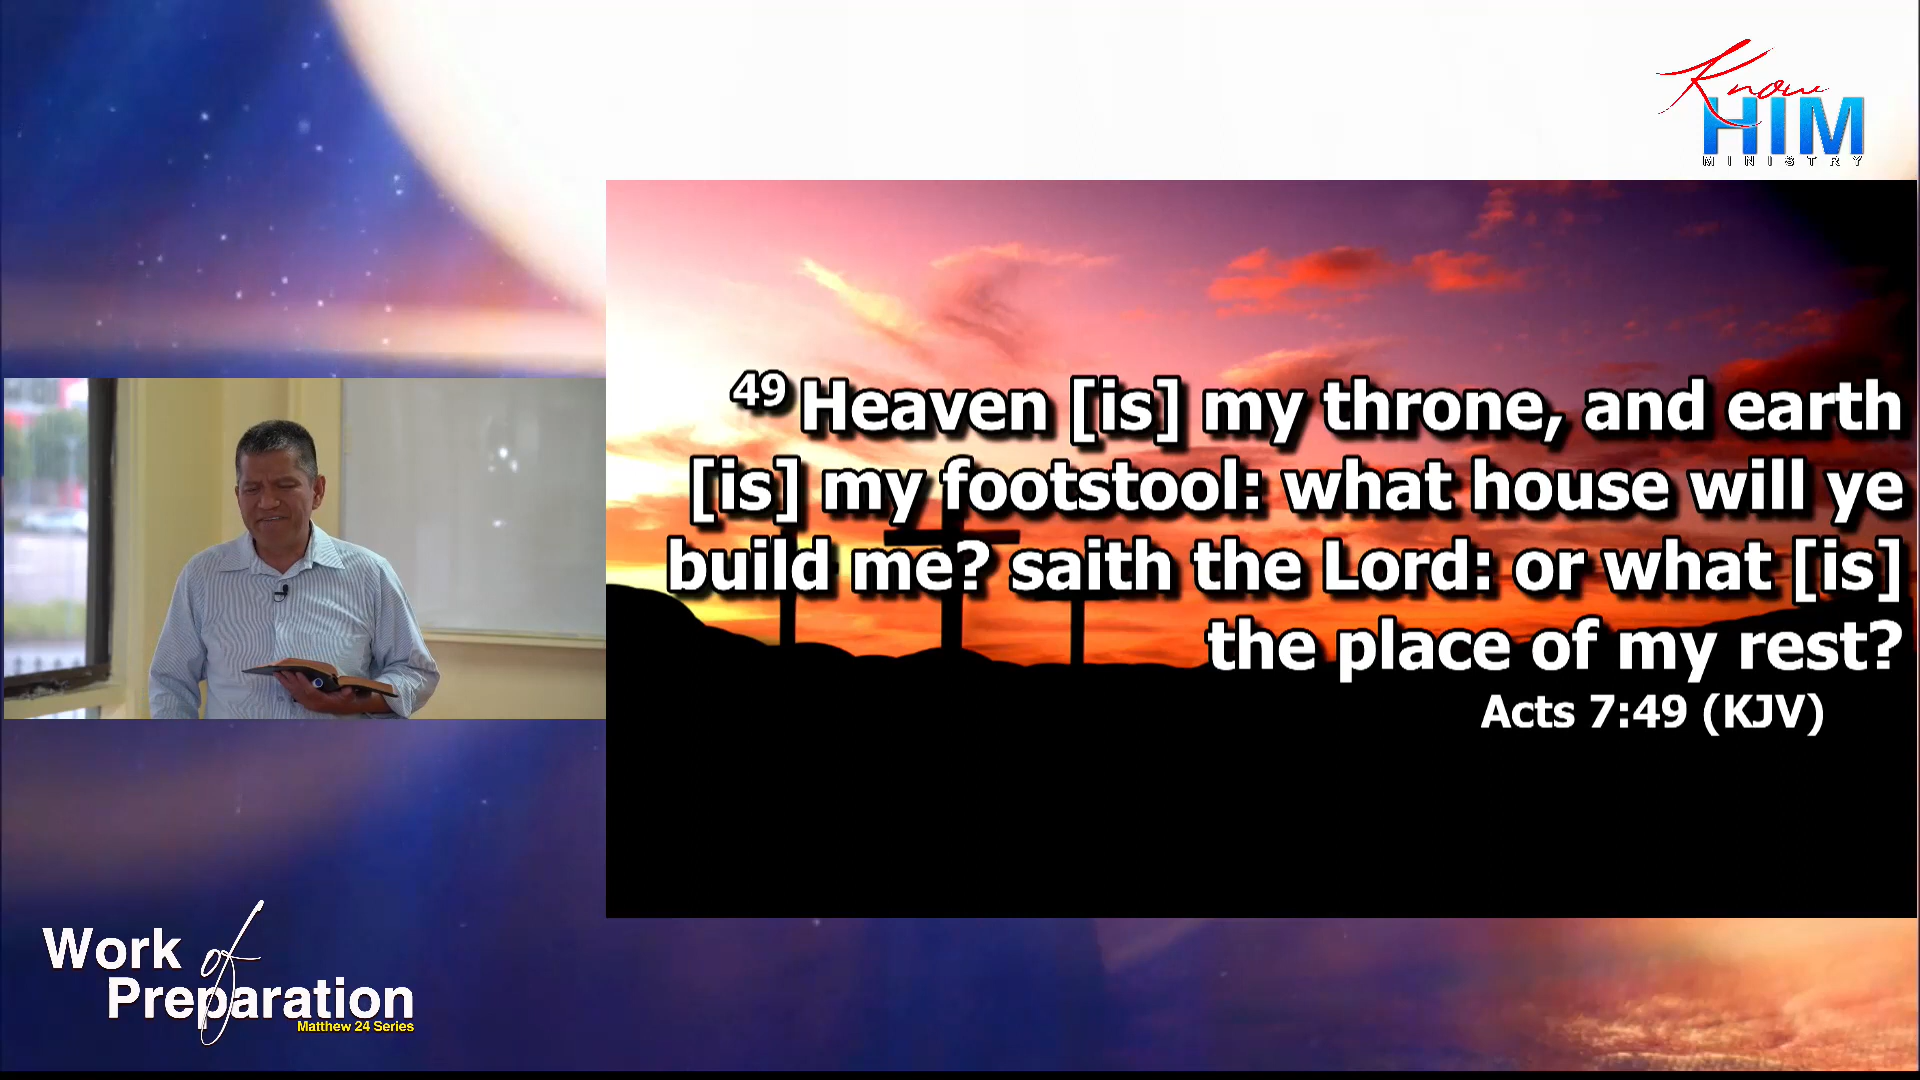 Know
HIM
MINISTRY
49 Heaven [is] my throne, and earth
[is] my footstool: what house will ye
build me? saith the Lord: or what [is]
the place of my rest?
Acts 7:49 (KJV)
Work of
Preparation
Matthew 24 Series